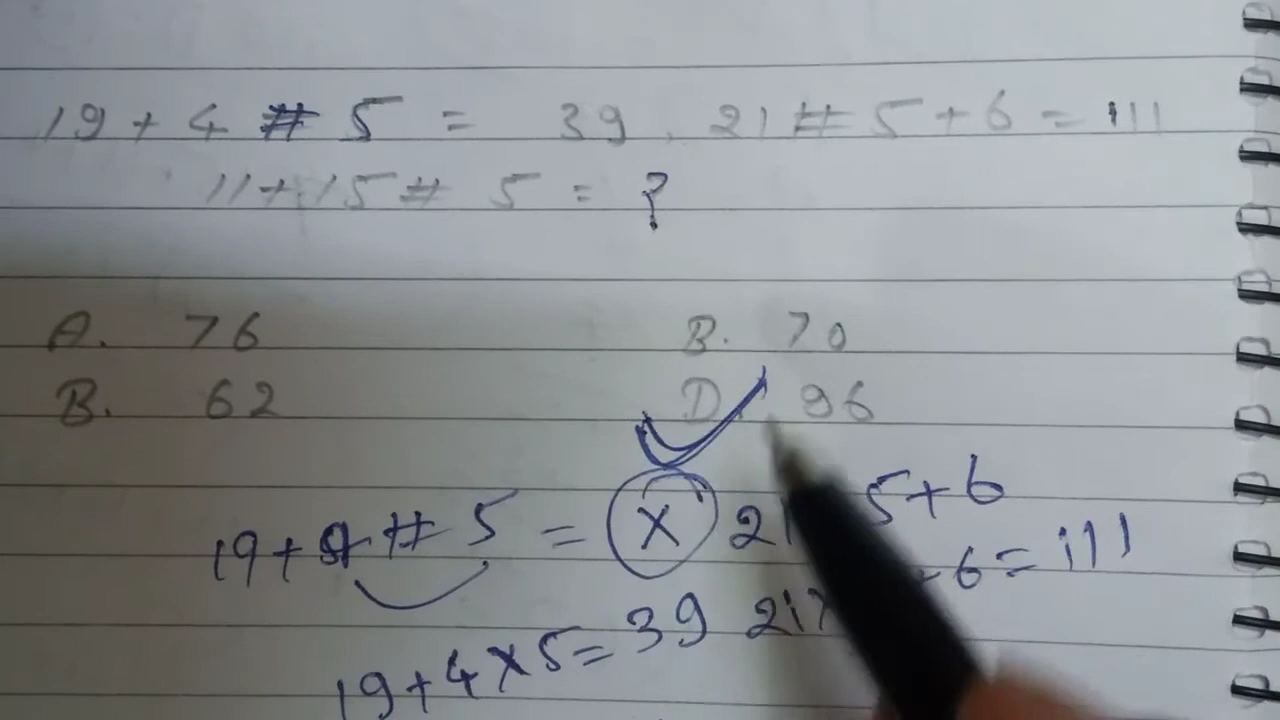 19 + 4 # 5 = 39, 21 # 5 + 6 = 111
11 + 15 # 5 = ?
A. 76 B. 70
B. 62 D. 96
19 + 4 # 5 = X 21 5 + 6
19 + 4 x 5 = 39 21x 6 = 111